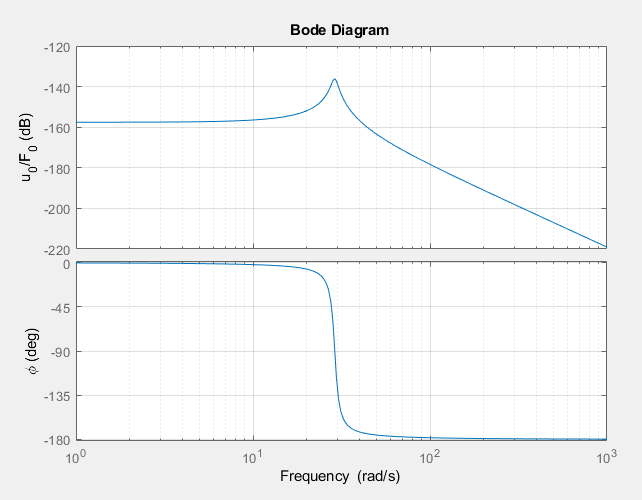 Bode Diagram
u0/F0 (dB)
-120
-140
-160
-180
-200
-220
ϕ (deg)
0
-45
-90
-135
-180
10^0 10^1 10^2 10^3
Frequency (rad/s)